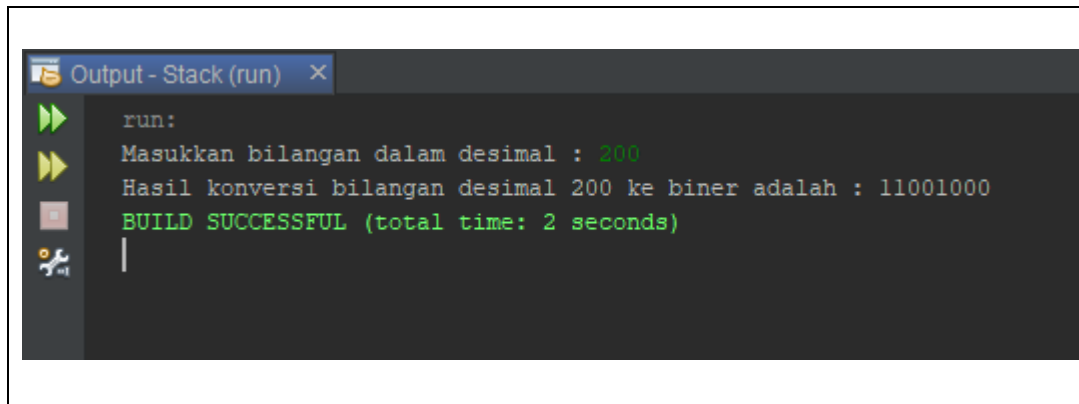 Output - Stack (run)
run:
Masukkan bilangan dalam desimal : 200
Hasil konversi bilangan desimal 200 ke biner adalah : 11001000
BUILD SUCCESSFUL (total time: 2 seconds)